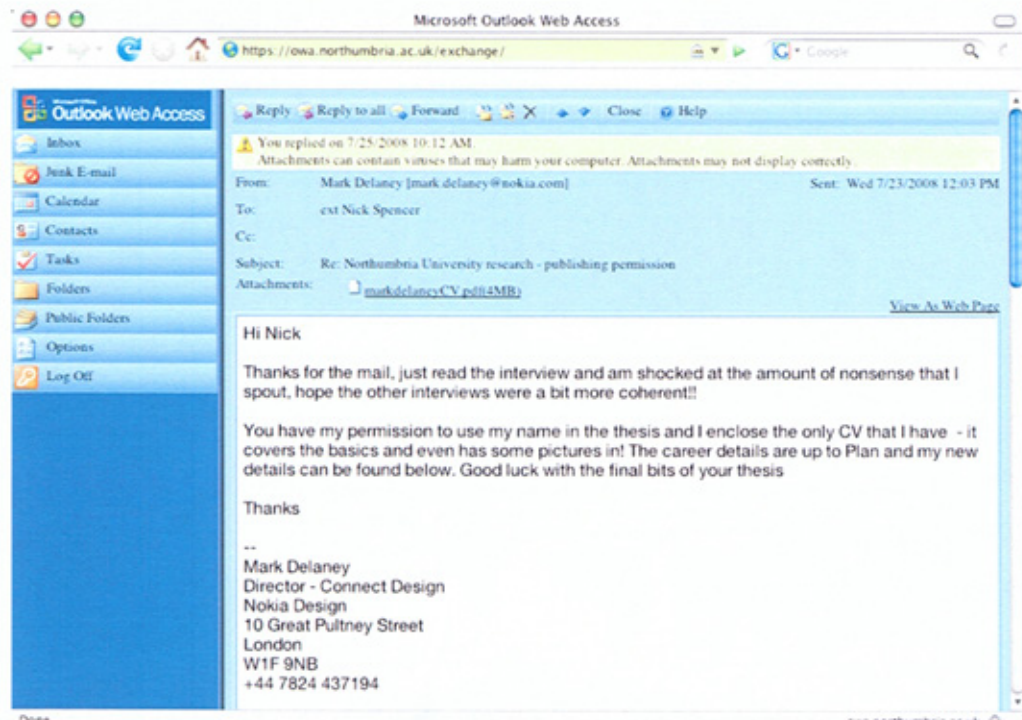 Microsoft Outlook Web Access
https://owa.northumbria.ac.uk/exchange/
G Google
Outlook Web Access
Reply Reply to all Forward Close Help
Inbox
Junk E-mail
Calendar
Contacts
Tasks
Folders
Public Folders
Options
Log Off
You replied on 7/25/2008 10:12 AM.
Attachments can contain viruses that may harm your computer. Attachments may not display correctly.
From: Mark Delaney [mark.delaney@nokia.com] Sent: Wed 7/23/2008 12:03 PM
To: ext Nick Spencer
Cc:
Subject: Re: Northumbria University research - publishing permission
Attachments: markdelaneyCV.pdf(4MB)
View As Web Page
Hi Nick
Thanks for the mail, just read the interview and am shocked at the amount of nonsense that I
spout, hope the other interviews were a bit more coherent!!
You have my permission to use my name in the thesis and I enclose the only CV that I have - it
covers the basics and even has some pictures in! The career details are up to Plan and my new
details can be found below. Good luck with the final bits of your thesis
Thanks
--
Mark Delaney
Director - Connect Design
Nokia Design
10 Great Pultney Street
London
W1F 9NB
+44 7824 437194